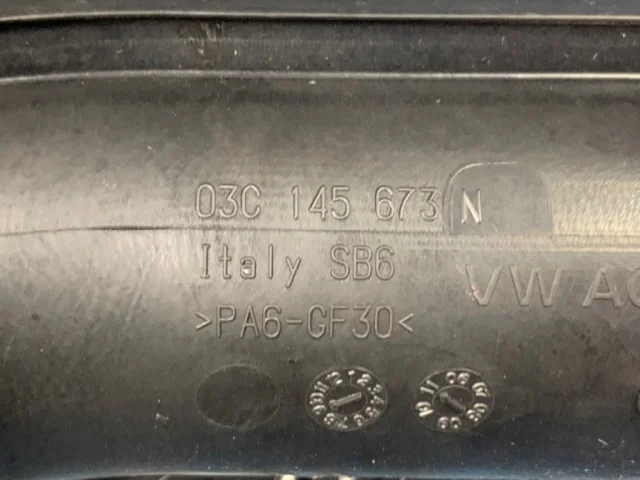 03C 145 673 N
Italy SB6
VW AG
>PA6-GF30<